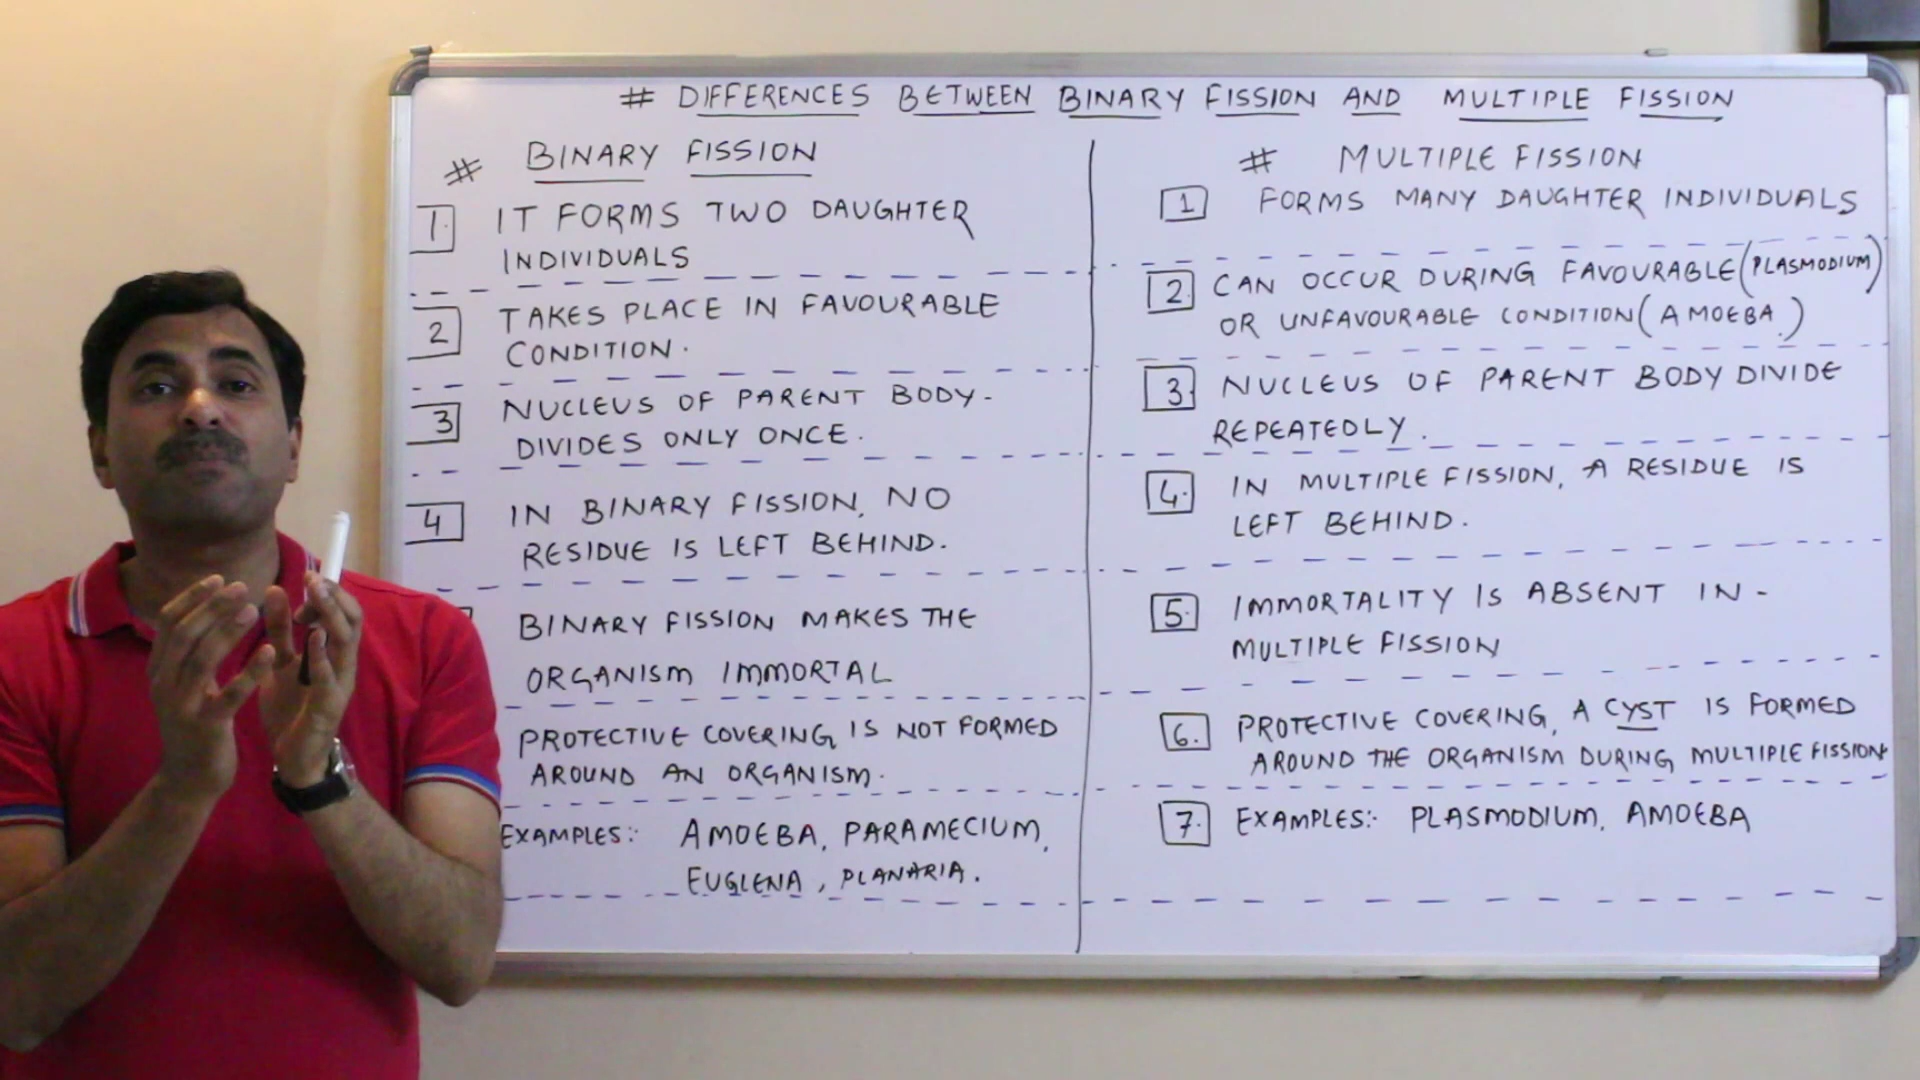 # DIFFERENCES BETWEEN BINARY FISSION AND MULTIPLE FISSION
# BINARY FISSION
1. IT FORMS TWO DAUGHTER
INDIVIDUALS
2 TAKES PLACE IN FAVOURABLE
CONDITION.
3 NUCLEUS OF PARENT BODY-
DIVIDES ONLY ONCE.
4 IN BINARY FISSION, NO
RESIDUE IS LEFT BEHIND.
BINARY FISSION MAKES THE
ORGANISM IMMORTAL
PROTECTIVE COVERING IS NOT FORMED
AROUND AN ORGANISM.
EXAMPLES:- AMOEBA, PARAMECIUM,
EUGLENA, PLANARIA.
# MULTIPLE FISSION
1 FORMS MANY DAUGHTER INDIVIDUALS
2. CAN OCCUR DURING FAVOURABLE (PLASMODIUM)
OR UNFAVOURABLE CONDITION (AMOEBA.)
3. NUCLEUS OF PARENT BODY DIVIDE
REPEATEDLY.
4. IN MULTIPLE FISSION, A RESIDUE IS
LEFT BEHIND.
5. IMMORTALITY IS ABSENT IN -
MULTIPLE FISSION
6. PROTECTIVE COVERING, A CYST IS FORMED
AROUND THE ORGANISM DURING MULTIPLE FISSION
7. EXAMPLES:- PLASMODIUM, AMOEBA